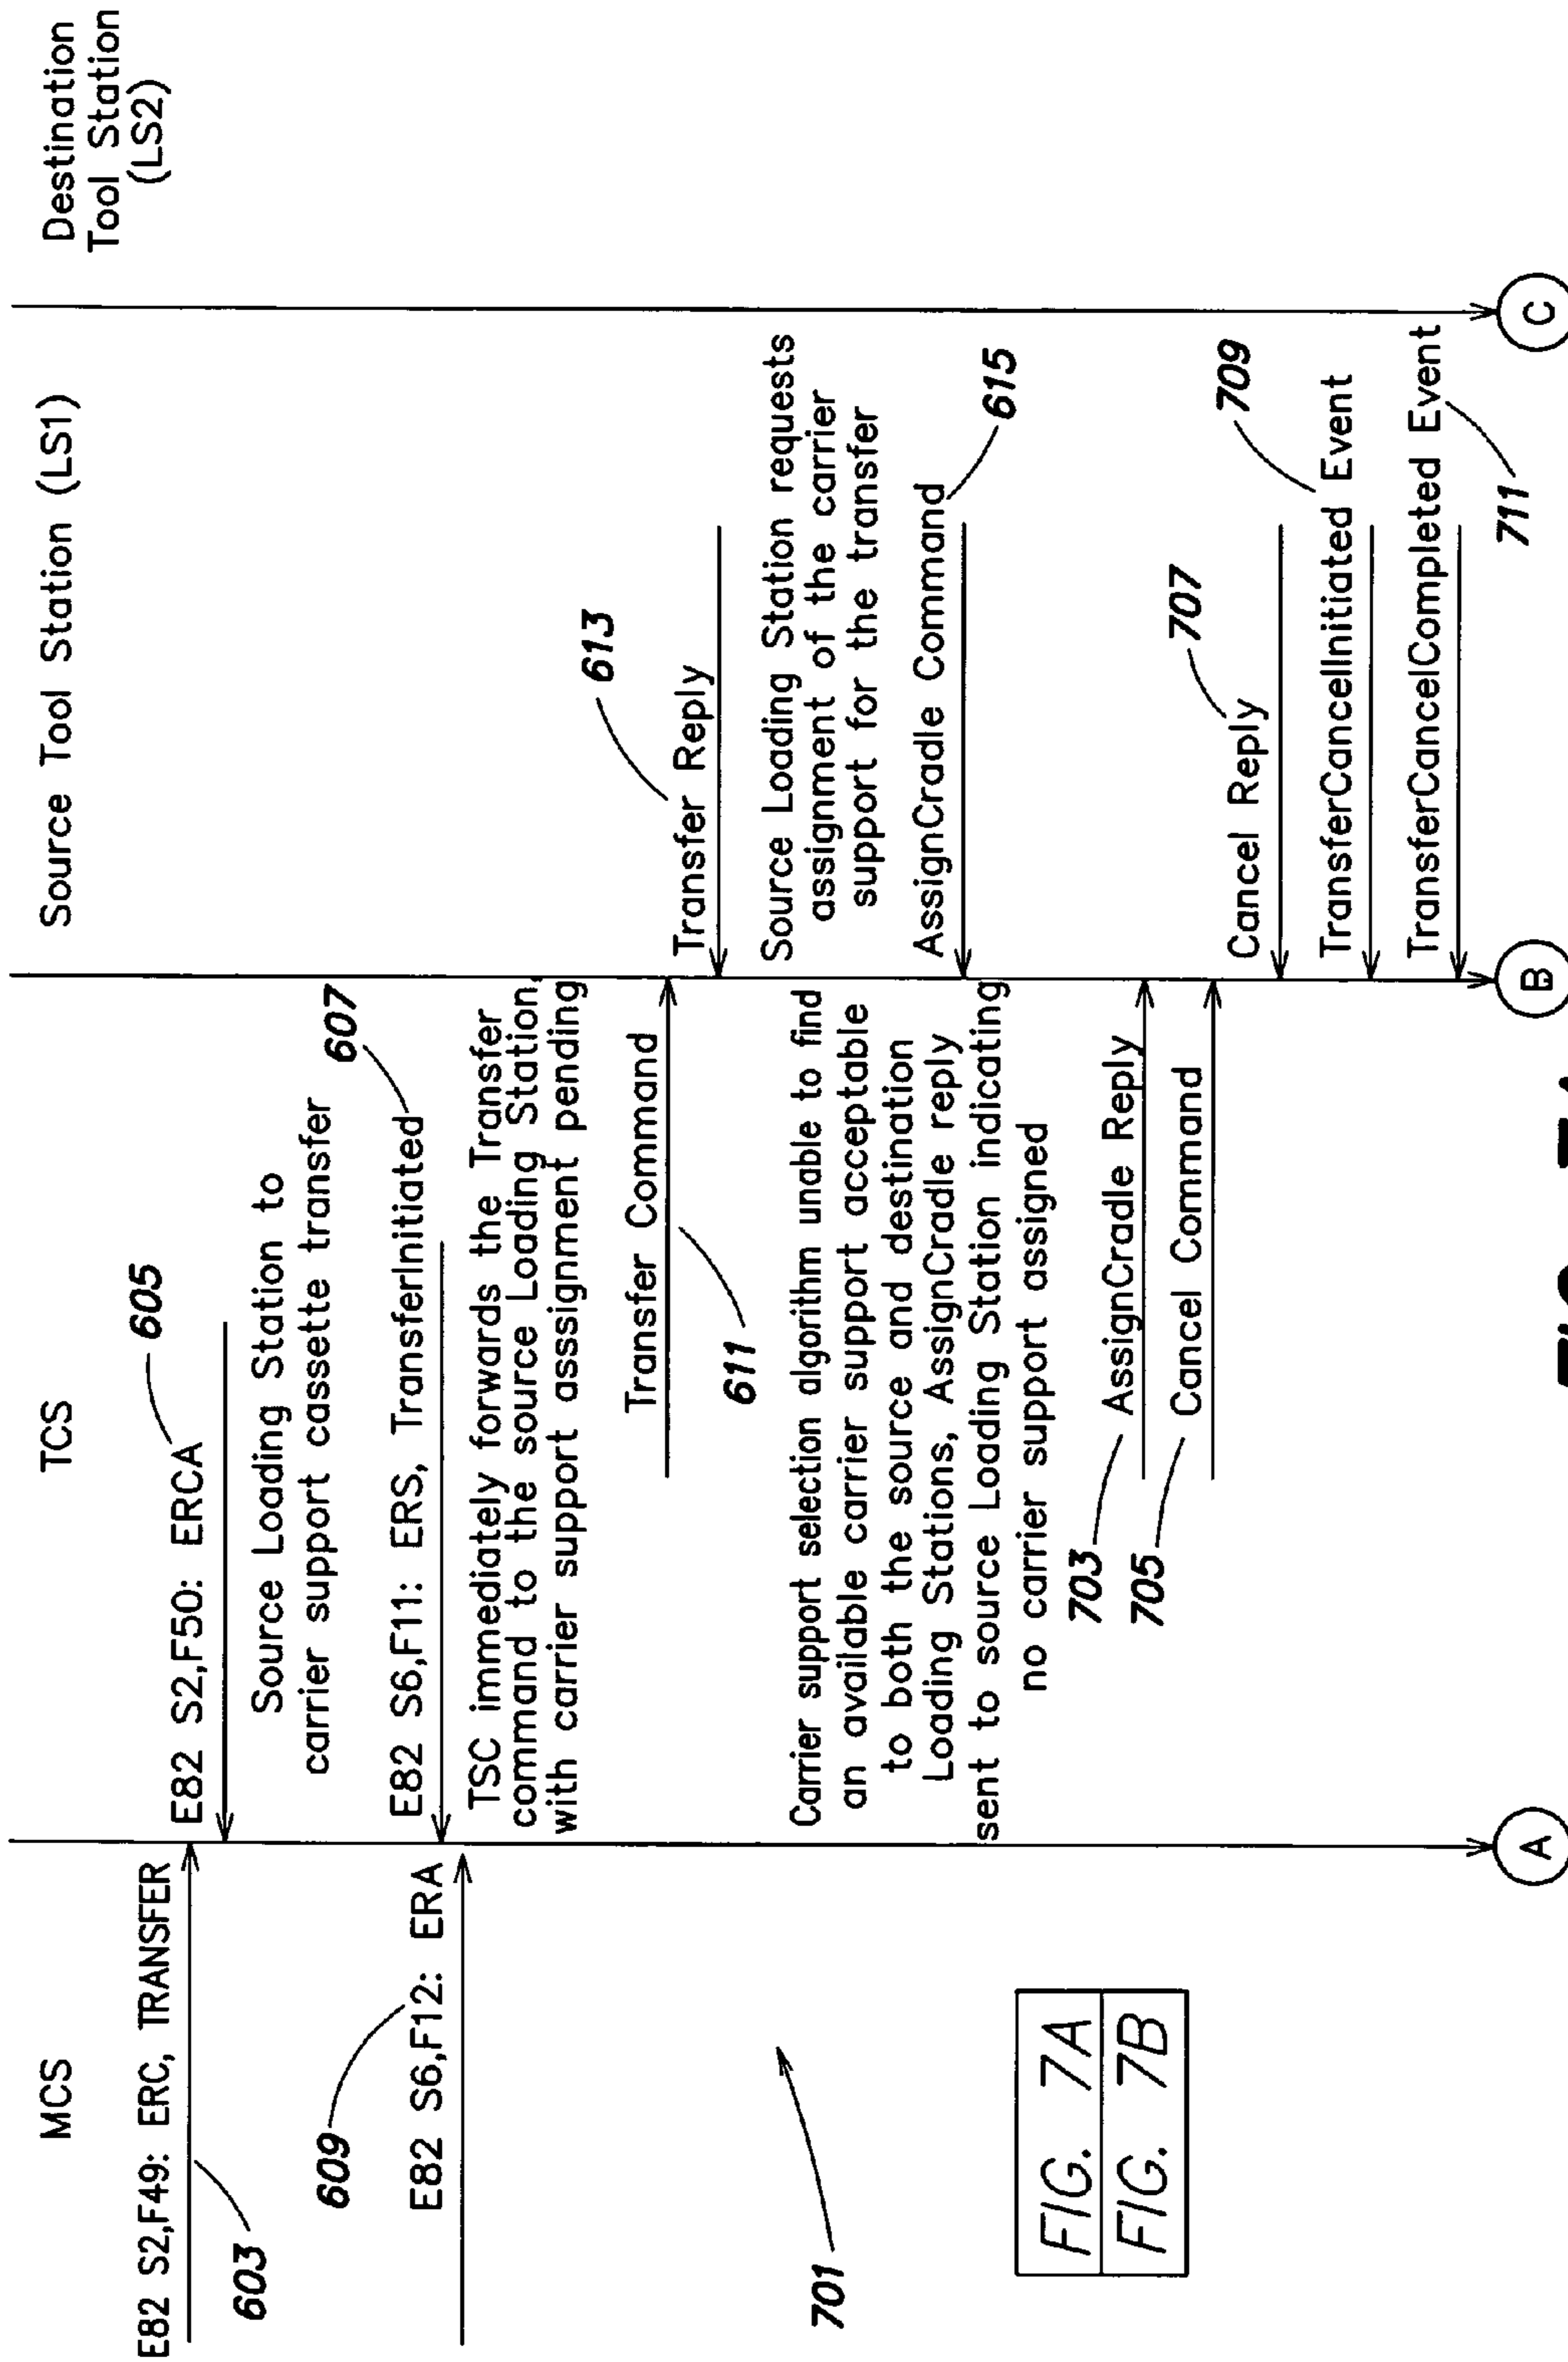 MCS
TCS
Source Tool Station (LS1)
Destination
Tool Station
(LS2)
E82 S2,F49: ERC, TRANSFER
603
E82 S2,F50: ERCA
605
Source Loading Station to
carrier support cassette transfer
607
E82 S6,F11: ERS, TransferInitiated
609
E82 S6,F12: ERA
TSC immediately forwards the Transfer
command to the source Loading Station,
with carrier support asssignment pending
Transfer Command
611
613
Transfer Reply
Source Loading Station requests
assignment of the carrier
support for the transfer
AssignCradle Command
615
701
Carrier support selection algorithm unable to find
an available carrier support acceptable
to both the source and destination
Loading Stations, AssignCradle reply
sent to source Loading Station indicating
no carrier support assigned
703
AssignCradle Reply
705
Cancel Command
707
Cancel Reply
709
TransferCancelInitiated Event
TransferCancelCompleted Event
711
FIG. 7A
FIG. 7B
A
B
C